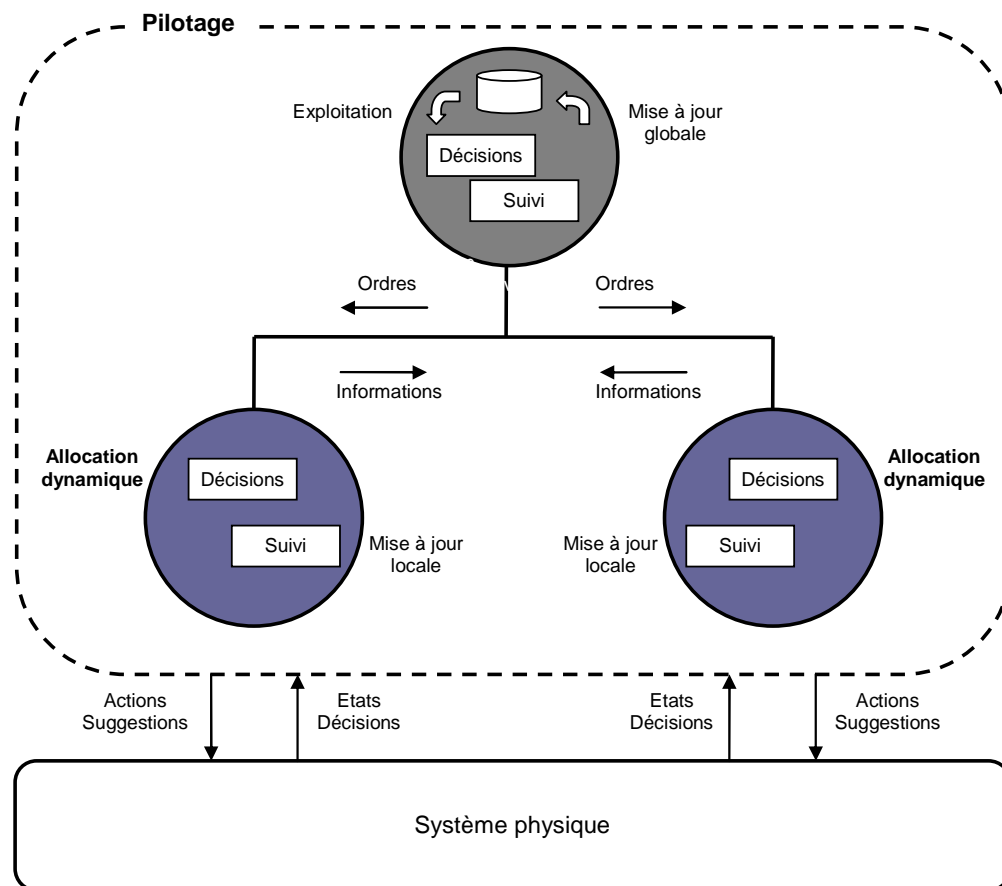 Pilotage
Exploitation
Mise à jour
globale
Décisions
Suivi
Ordres
Ordres
Informations
Informations
Allocation
dynamique
Décisions
Suivi
Mise à jour
locale
Allocation
dynamique
Décisions
Suivi
Mise à jour
locale
Actions
Suggestions
Etats
Décisions
Etats
Décisions
Actions
Suggestions
Système physique